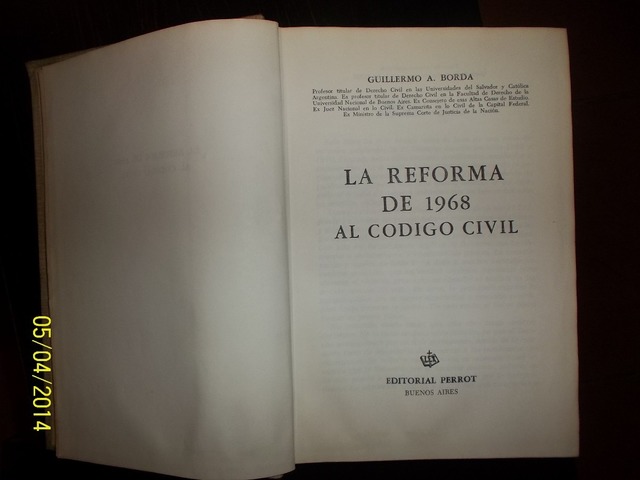 GUILLERMO A. BORDA
Profesor titular de Derecho Civil en las Universidades del Salvador y Católica
Argentina. Ex profesor titular de Derecho Civil en la Facultad de Derecho de la
Universidad Nacional de Buenos Aires. Ex Consejero de esas Altas Casas de Estudio.
Ex Juez Nacional en lo Civil. Ex Camarista en lo Civil de la Capital Federal.
Ex Ministro de la Suprema Corte de Justicia de la Nación.
LA REFORMA
DE 1968
AL CODIGO CIVIL
EDITORIAL PERROT
BUENOS AIRES
05/04/2014